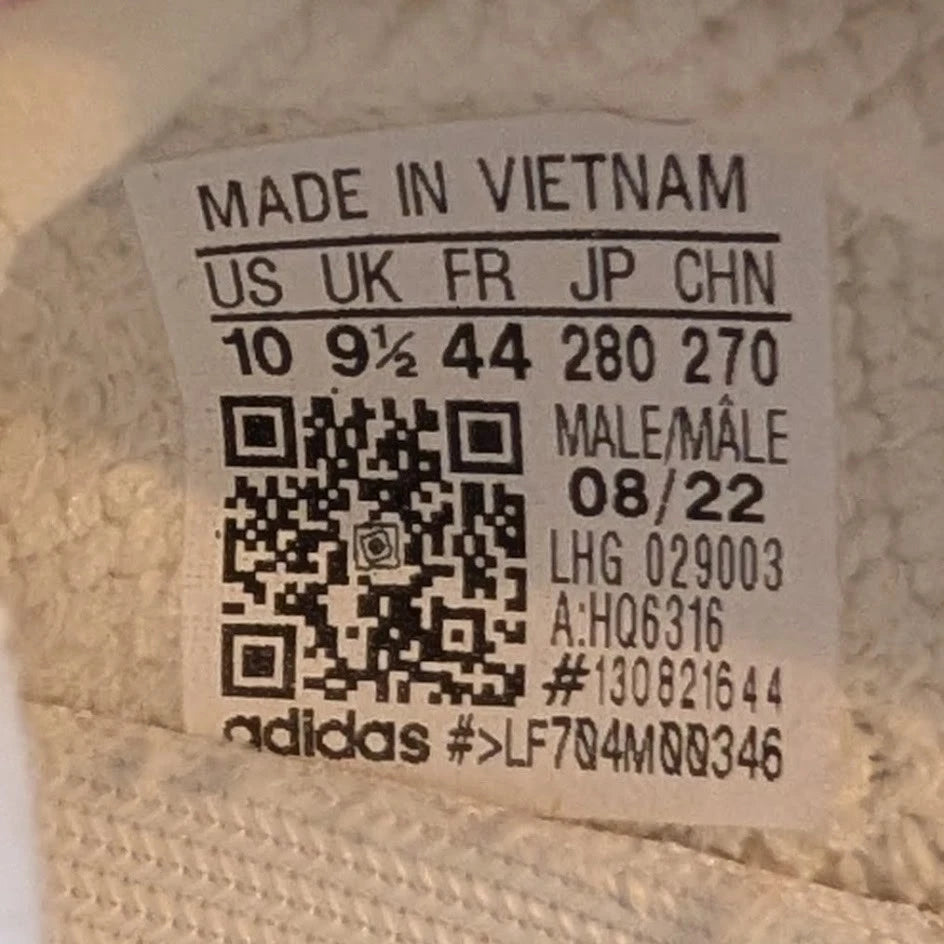 MADE IN VIETNAM
US UK FR JP CHN
10 9½ 44 280 270
MALE/MÂLE
08/22
LHG 029003
A:HQ6316
#130821644
adidas #>LF704M00346